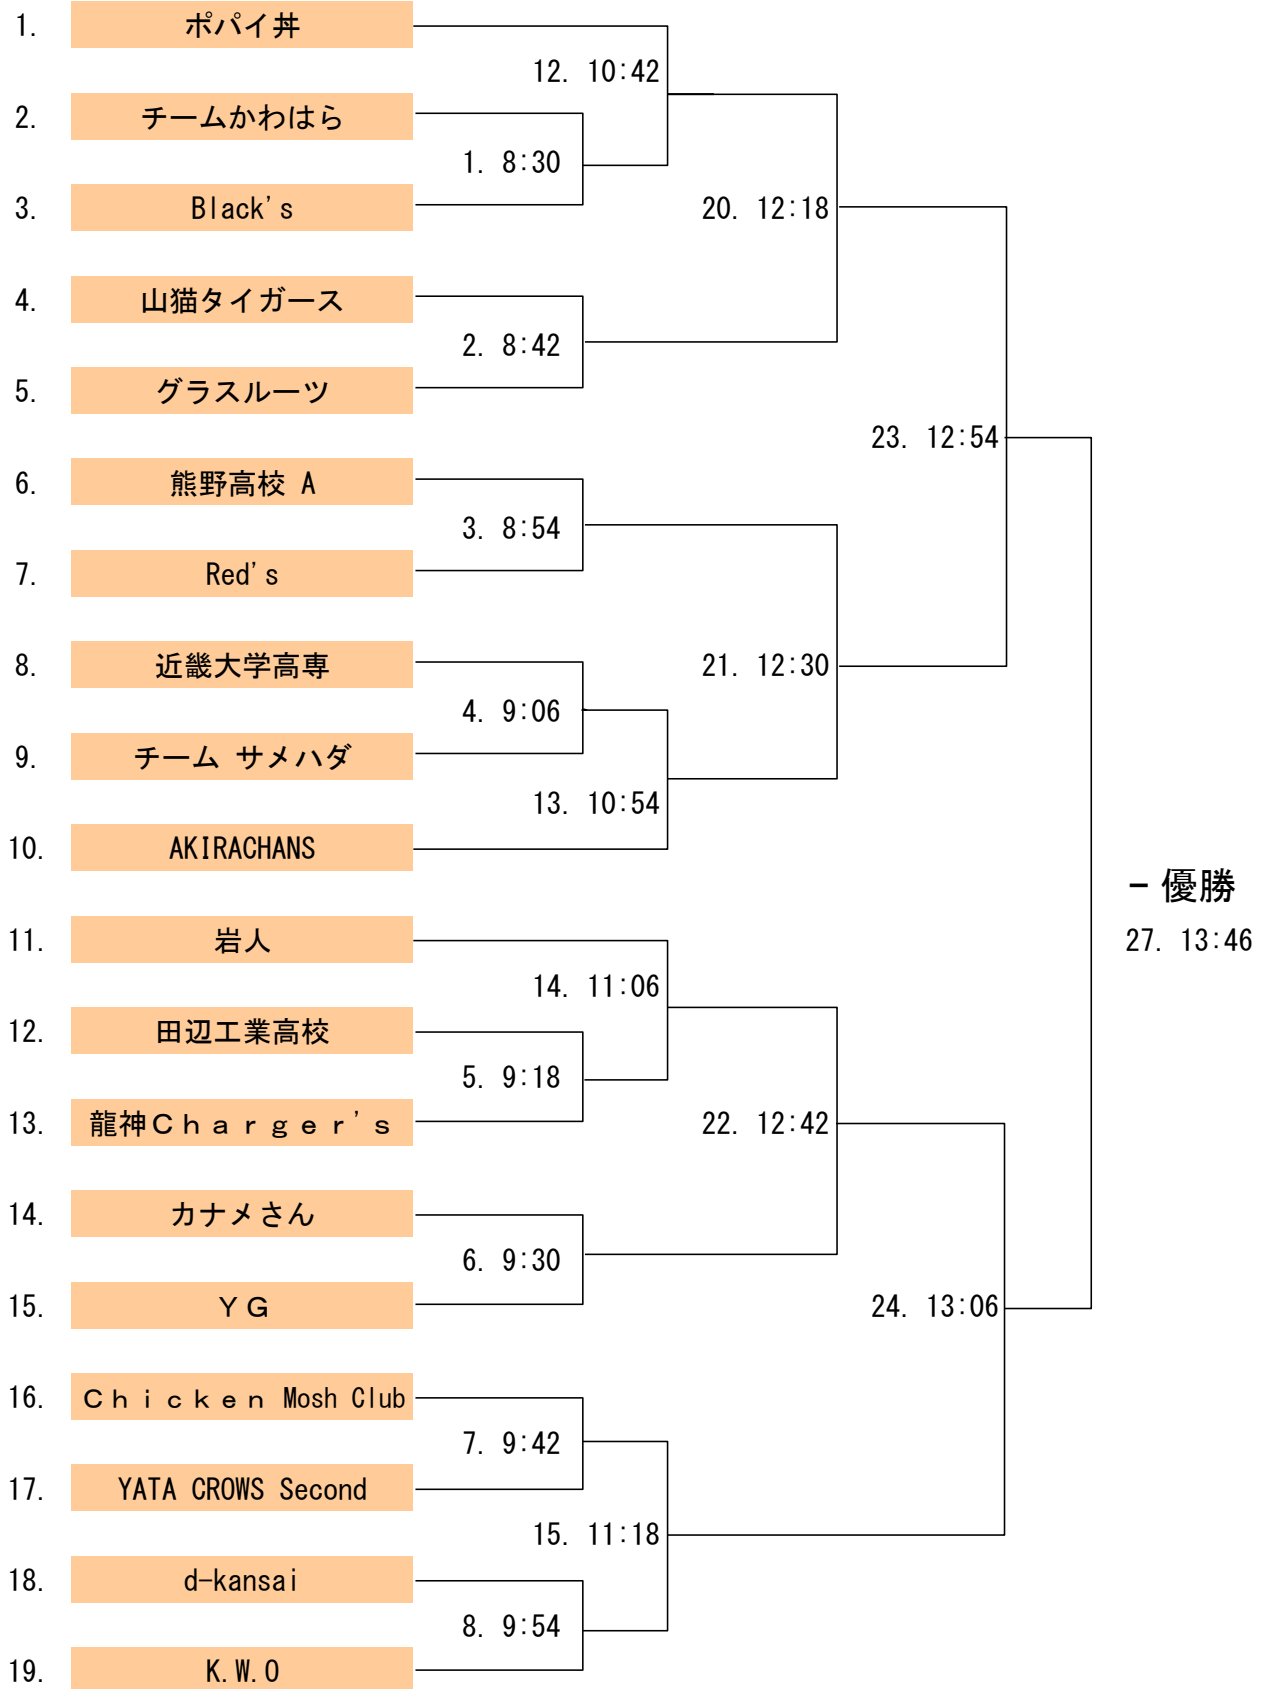 1. ポパイ丼
12. 10:42
2. チームかわはら
1. 8:30
3. Black's
20. 12:18
4. 山猫タイガース
2. 8:42
5. グラスルーツ
23. 12:54
6. 熊野高校 A
3. 8:54
7. Red's
8. 近畿大学高専
21. 12:30
4. 9:06
9. チーム サメハダ
13. 10:54
10. AKIRACHANS
- 優勝
27. 13:46
11. 岩人
14. 11:06
12. 田辺工業高校
5. 9:18
13. 龍神Charger's
22. 12:42
14. カナメさん
6. 9:30
15. YG
24. 13:06
16. Chicken Mosh Club
7. 9:42
17. YATA CROWS Second
15. 11:18
18. d-kansai
8. 9:54
19. K.W.O